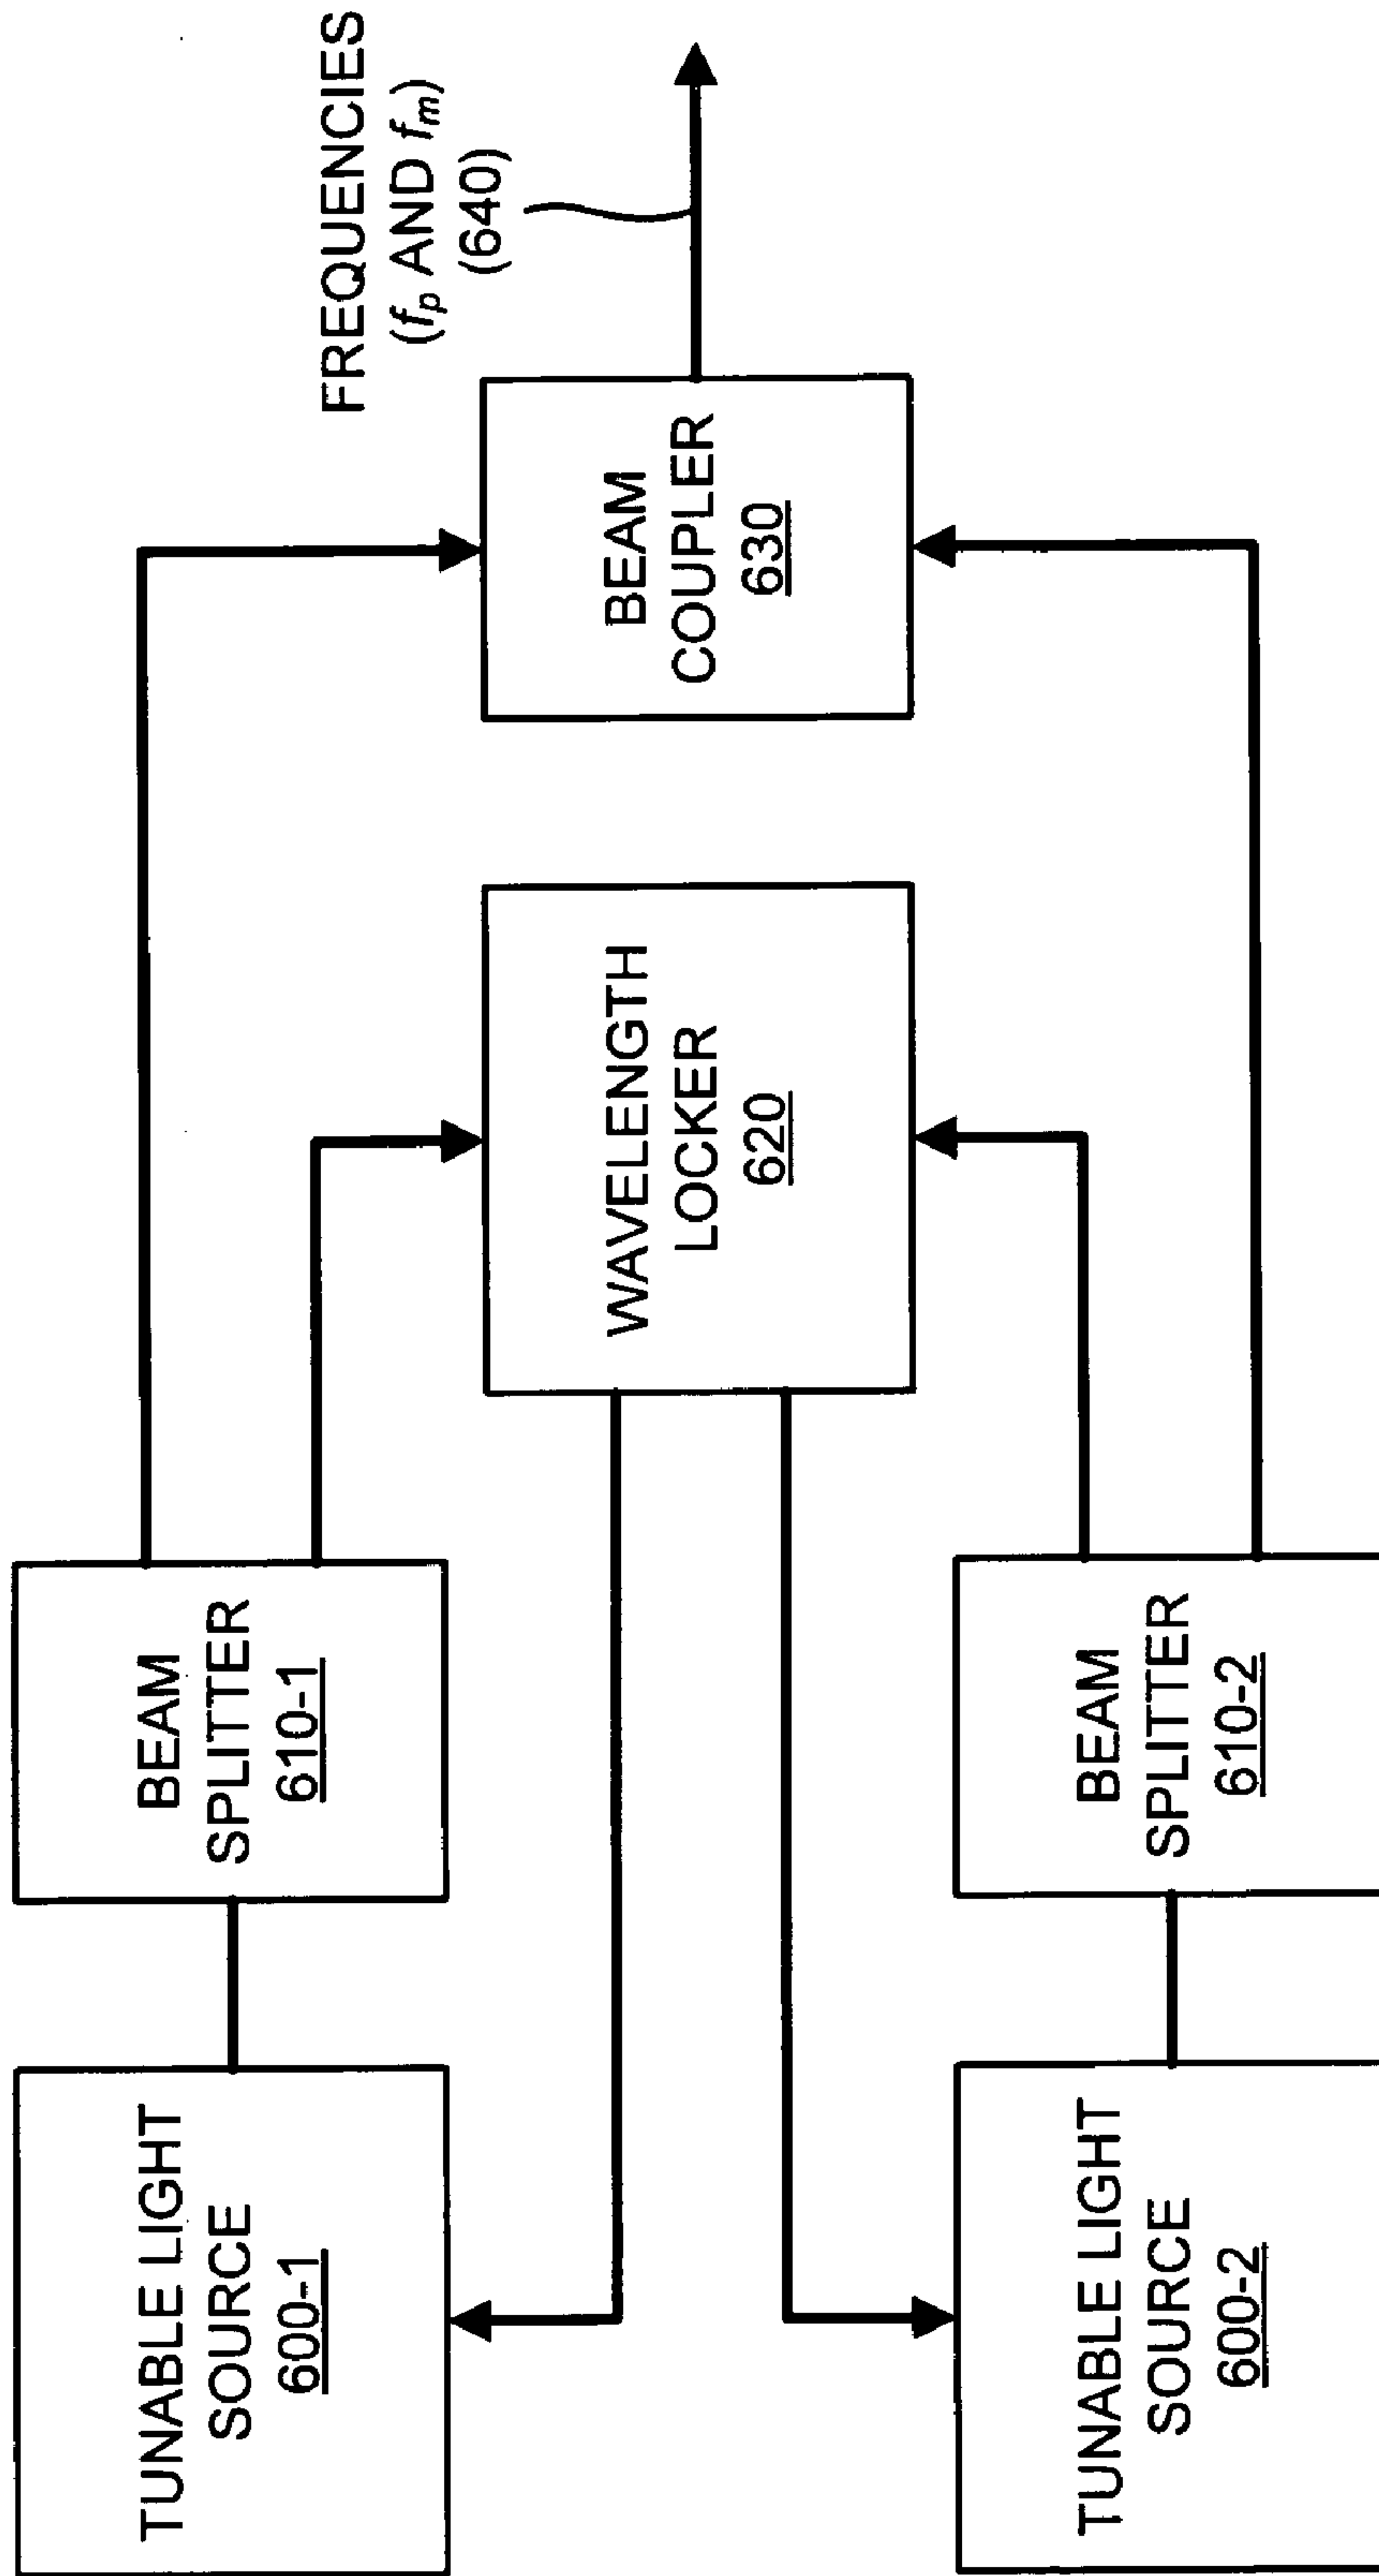 TUNABLE LIGHT
SOURCE
600-1
BEAM
SPLITTER
610-1
WAVELENGTH
LOCKER
620
BEAM
COUPLER
630
FREQUENCIES
(fp AND fm)
(640)
TUNABLE LIGHT
SOURCE
600-2
BEAM
SPLITTER
610-2